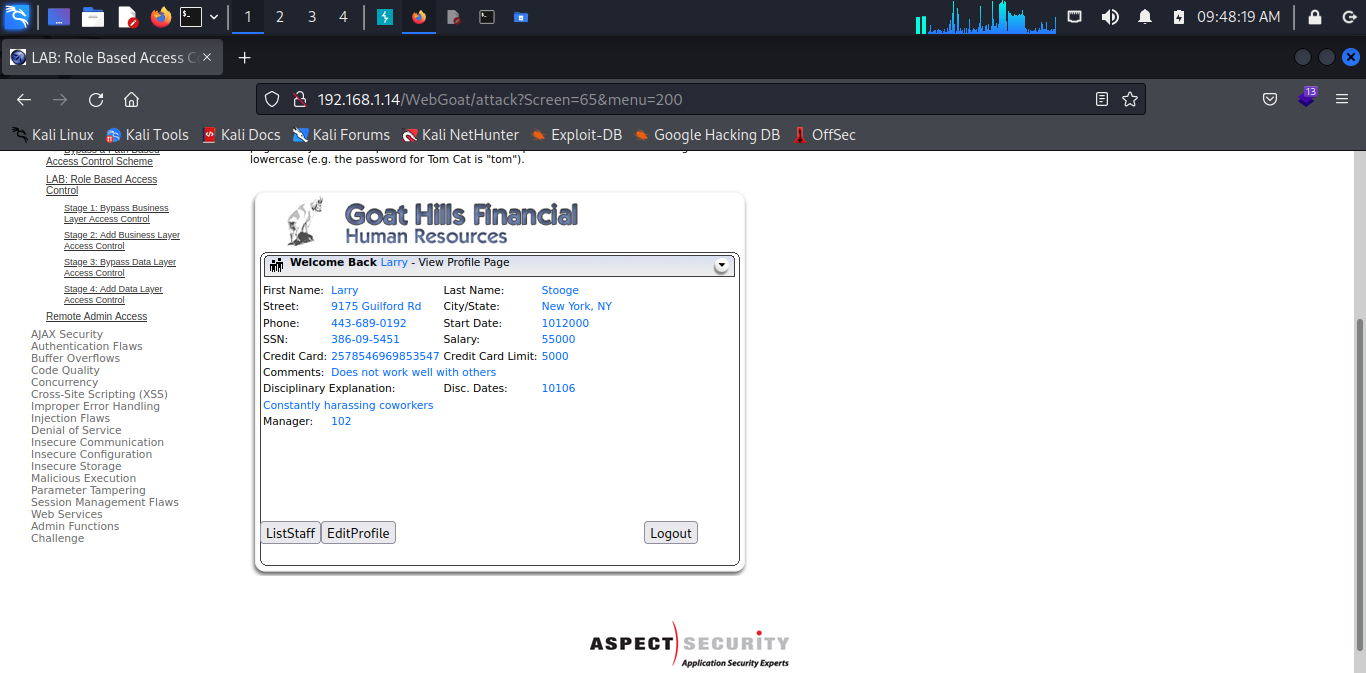 1 2 3 4 09:48:19 AM
LAB: Role Based Access C
192.168.1.14/WebGoat/attack?Screen=65&menu=200
13
Kali Linux Kali Tools Kali Docs Kali Forums Kali NetHunter Exploit-DB Google Hacking DB OffSec
Access Control Scheme
LAB: Role Based Access
Control
Stage 1: Bypass Business
Layer Access Control
Stage 2: Add Business Layer
Access Control
Stage 3: Bypass Data Layer
Access Control
Stage 4: Add Data Layer
Access Control
Remote Admin Access
AJAX Security
Authentication Flaws
Buffer Overflows
Code Quality
Concurrency
Cross-Site Scripting (XSS)
Improper Error Handling
Injection Flaws
Denial of Service
Insecure Communication
Insecure Configuration
Insecure Storage
Malicious Execution
Parameter Tampering
Session Management Flaws
Web Services
Admin Functions
Challenge
lowercase (e.g. the password for Tom Cat is "tom").
Goat Hills Financial
Human Resources
Welcome Back Larry - View Profile Page
First Name: Larry Last Name: Stooge
Street: 9175 Guilford Rd City/State: New York, NY
Phone: 443-689-0192 Start Date: 1012000
SSN: 386-09-5451 Salary: 55000
Credit Card: 2578546969853547 Credit Card Limit: 5000
Comments: Does not work well with others
Disciplinary Explanation: Disc. Dates: 10106
Constantly harassing coworkers
Manager: 102
ListStaff EditProfile Logout
ASPECT SECURITY
Application Security Experts